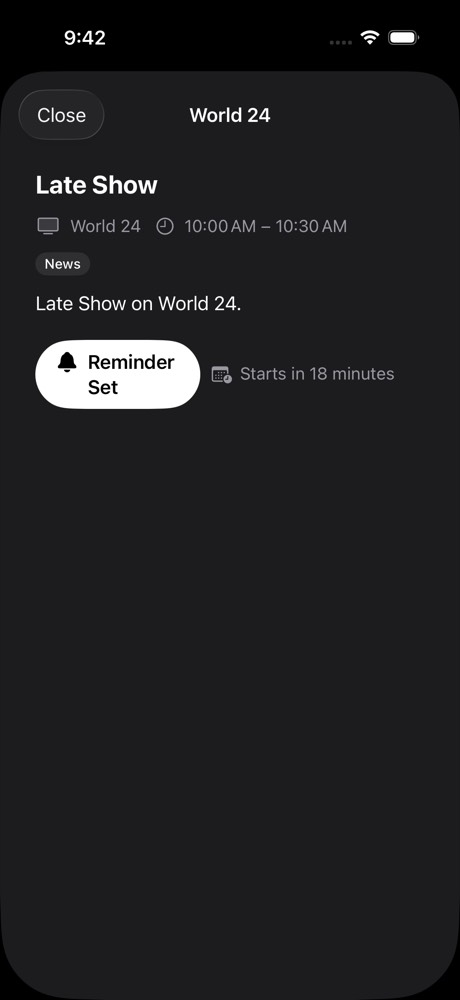 9:42
Close
World 24
Late Show
World 24
10:00 AM – 10:30 AM
News
Late Show on World 24.
Reminder
Set
Starts in 18 minutes